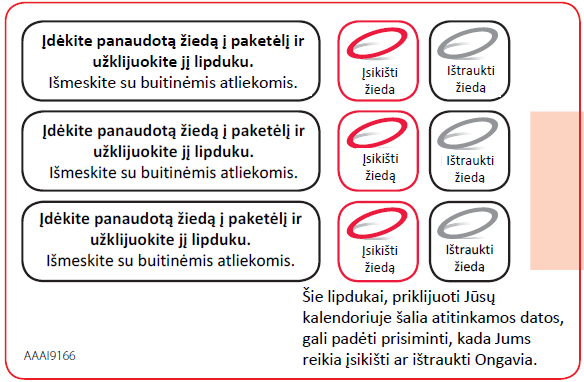 Įdėkite panaudotą žiedą į paketėlį ir
užklijuokite jį lipduku.
Išmeskite su buitinėmis atliekomis.
Įsikišti
žieda
Ištraukti
žiedą
Įdėkite panaudotą žiedą į paketėlį ir
užklijuokite jį lipduku.
Išmeskite su buitinėmis atliekomis.
Įsikišti
žiedą
Ištraukti
žiedą
Įdėkite panaudotą žiedą į paketėlį ir
užklijuokite jį lipduku.
Išmeskite su buitinėmis atliekomis.
Įsikišti
žiedą
Ištraukti
žiedą
Šie lipdukai, priklijuoti Jūsų
kalendoriuje šalia atitinkamos datos,
gali padėti prisiminti, kada Jums
reikia įsikišti ar ištraukti Ongavia.
AAAI9166